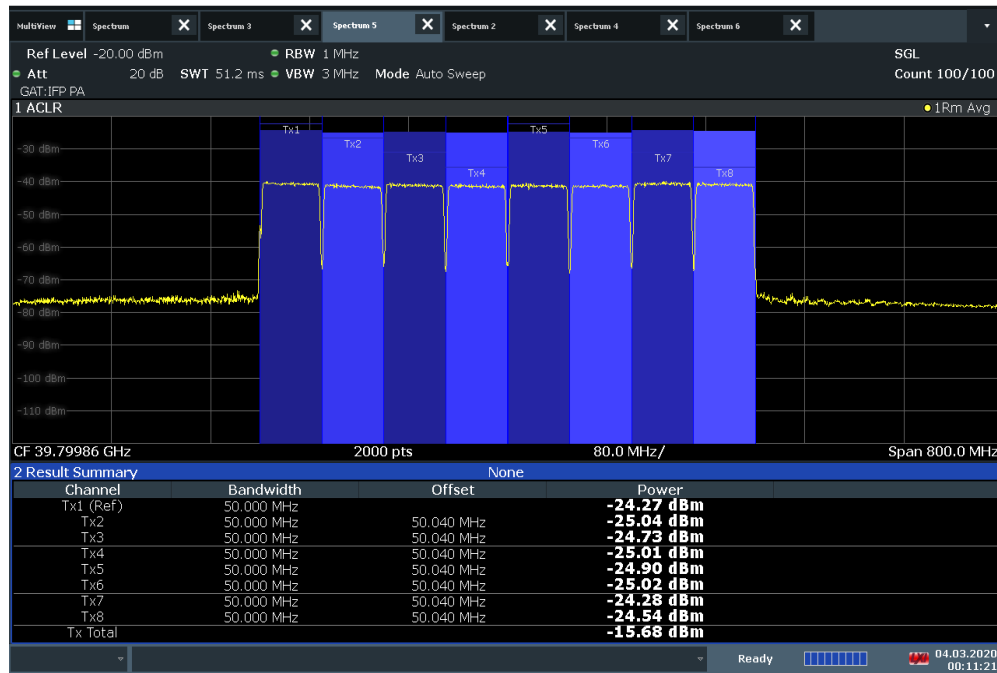 MultiView Spectrum Spectrum 3 Spectrum 5 Spectrum 2 Spectrum 4 Spectrum 6
Ref Level -20.00 dBm RBW 1 MHz SGL
Att 20 dB SWT 51.2 ms VBW 3 MHz Mode Auto Sweep Count 100/100
GAT:IFP PA
1 ACLR 1Rm Avg
Tx1 Tx5
Tx2 Tx6
-30 dBm
Tx3 Tx7
Tx4 Tx8
-40 dBm
-50 dBm
-60 dBm
-70 dBm
-80 dBm
-90 dBm
-100 dBm
-110 dBm
CF 39.79986 GHz 2000 pts 80.0 MHz/ Span 800.0 MHz
2 Result Summary None
Channel Bandwidth Offset Power
Tx1 (Ref) 50.000 MHz -24.27 dBm
Tx2 50.000 MHz 50.040 MHz -25.04 dBm
Tx3 50.000 MHz 50.040 MHz -24.73 dBm
Tx4 50.000 MHz 50.040 MHz -25.01 dBm
Tx5 50.000 MHz 50.040 MHz -24.90 dBm
Tx6 50.000 MHz 50.040 MHz -25.02 dBm
Tx7 50.000 MHz 50.040 MHz -24.28 dBm
Tx8 50.000 MHz 50.040 MHz -24.54 dBm
Tx Total -15.68 dBm
Ready 04.03.2020
00:11:21